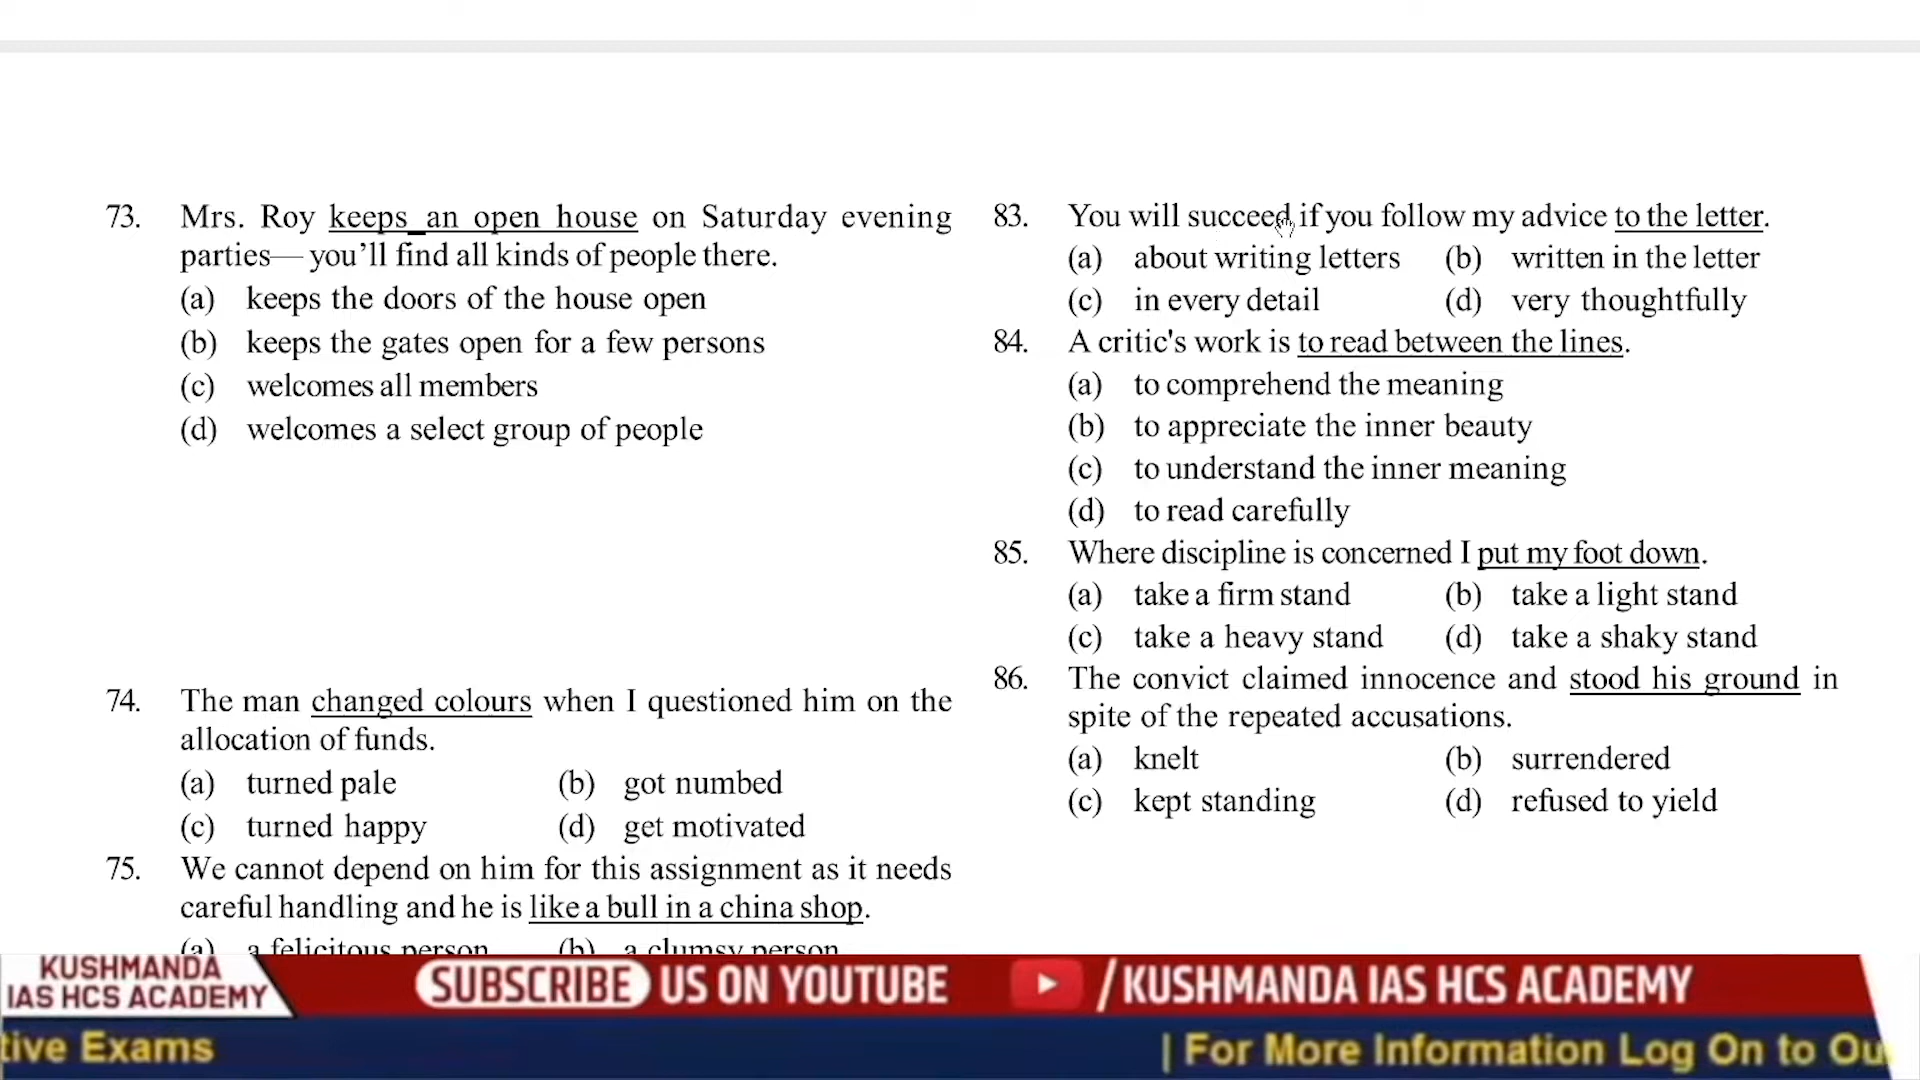 73. Mrs. Roy keeps an open house on Saturday evening
parties— you’ll find all kinds of people there.
(a) keeps the doors of the house open
(b) keeps the gates open for a few persons
(c) welcomes all members
(d) welcomes a select group of people
74. The man changed colours when I questioned him on the
allocation of funds.
(a) turned pale (b) got numbed
(c) turned happy (d) get motivated
75. We cannot depend on him for this assignment as it needs
careful handling and he is like a bull in a china shop.
(a) a felicitous person (b) a clumsy person
83. You will succeed if you follow my advice to the letter.
(a) about writing letters (b) written in the letter
(c) in every detail (d) very thoughtfully
84. A critic's work is to read between the lines.
(a) to comprehend the meaning
(b) to appreciate the inner beauty
(c) to understand the inner meaning
(d) to read carefully
85. Where discipline is concerned I put my foot down.
(a) take a firm stand (b) take a light stand
(c) take a heavy stand (d) take a shaky stand
86. The convict claimed innocence and stood his ground in
spite of the repeated accusations.
(a) knelt (b) surrendered
(c) kept standing (d) refused to yield
KUSHMANDA
IAS HCS ACADEMY
SUBSCRIBE US ON YOUTUBE /KUSHMANDA IAS HCS ACADEMY
tive Exams | For More Information Log On to Ou